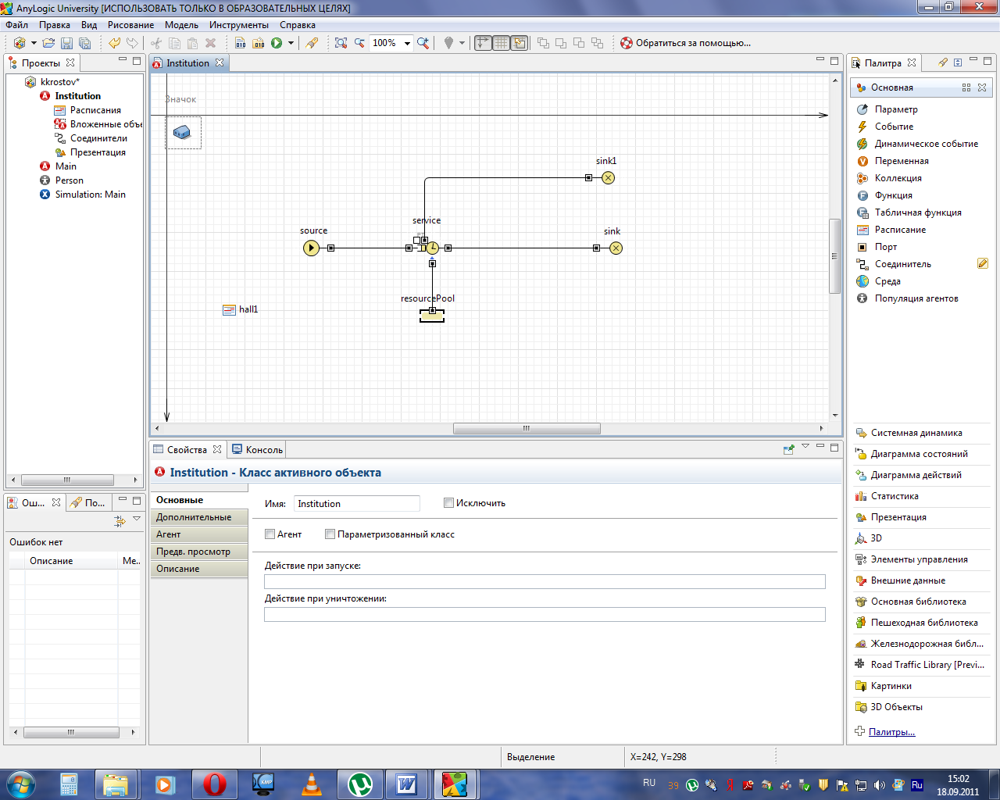 AnyLogic University [ИСПОЛЬЗОВАТЬ ТОЛЬКО В ОБРАЗОВАТЕЛЬНЫХ ЦЕЛЯХ]
Файл Правка Вид Рисование Модель Инструменты Справка
100% Обратиться за помощью...
Проекты
kkrostov*
Institution
Расписания
Вложенные объе
Соединители
Презентация
Main
Person
Simulation: Main
Institution
Значок
sink1
service
source
sink
resourcePool
hall1
Палитра
Основная
Параметр
Событие
Динамическое событие
Переменная
Коллекция
Функция
Табличная функция
Расписание
Порт
Соединитель
Среда
Популяция агентов
Системная динамика
Диаграмма состояний
Диаграмма действий
Статистика
Презентация
3D
Элементы управления
Внешние данные
Основная библиотека
Пешеходная библиотека
Железнодорожная библ...
Road Traffic Library [Previ...
Картинки
3D Объекты
Палитры...
Ош... По...
Ошибок нет
Описание Ме..
Свойства Консоль
Institution - Класс активного объекта
Основные
Дополнительные
Агент
Предв. просмотр
Описание
Имя: Institution Исключить
Агент Параметризованный класс
Действие при запуске:
Действие при уничтожении:
Выделение X=242, Y=298
KMP
RU 39 Ru
15:02
18.09.2011